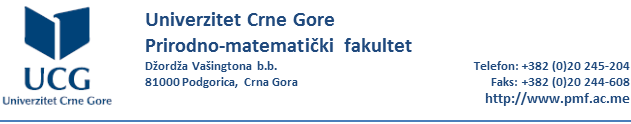 UCG
Univerzitet Crne Gore
Univerzitet Crne Gore
Prirodno-matematički fakultet
Džordža Vašingtona b.b.
81000 Podgorica, Crna Gora
Telefon: +382 (0)20 245-204
Faks: +382 (0)20 244-608
http://www.pmf.ac.me